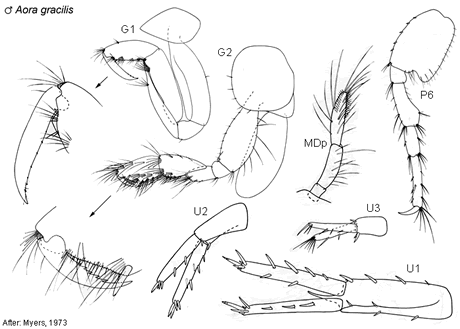 ♂ Aora gracilis
G1
G2
MDp
P6
U2
U3
U1
After: Myers, 1973